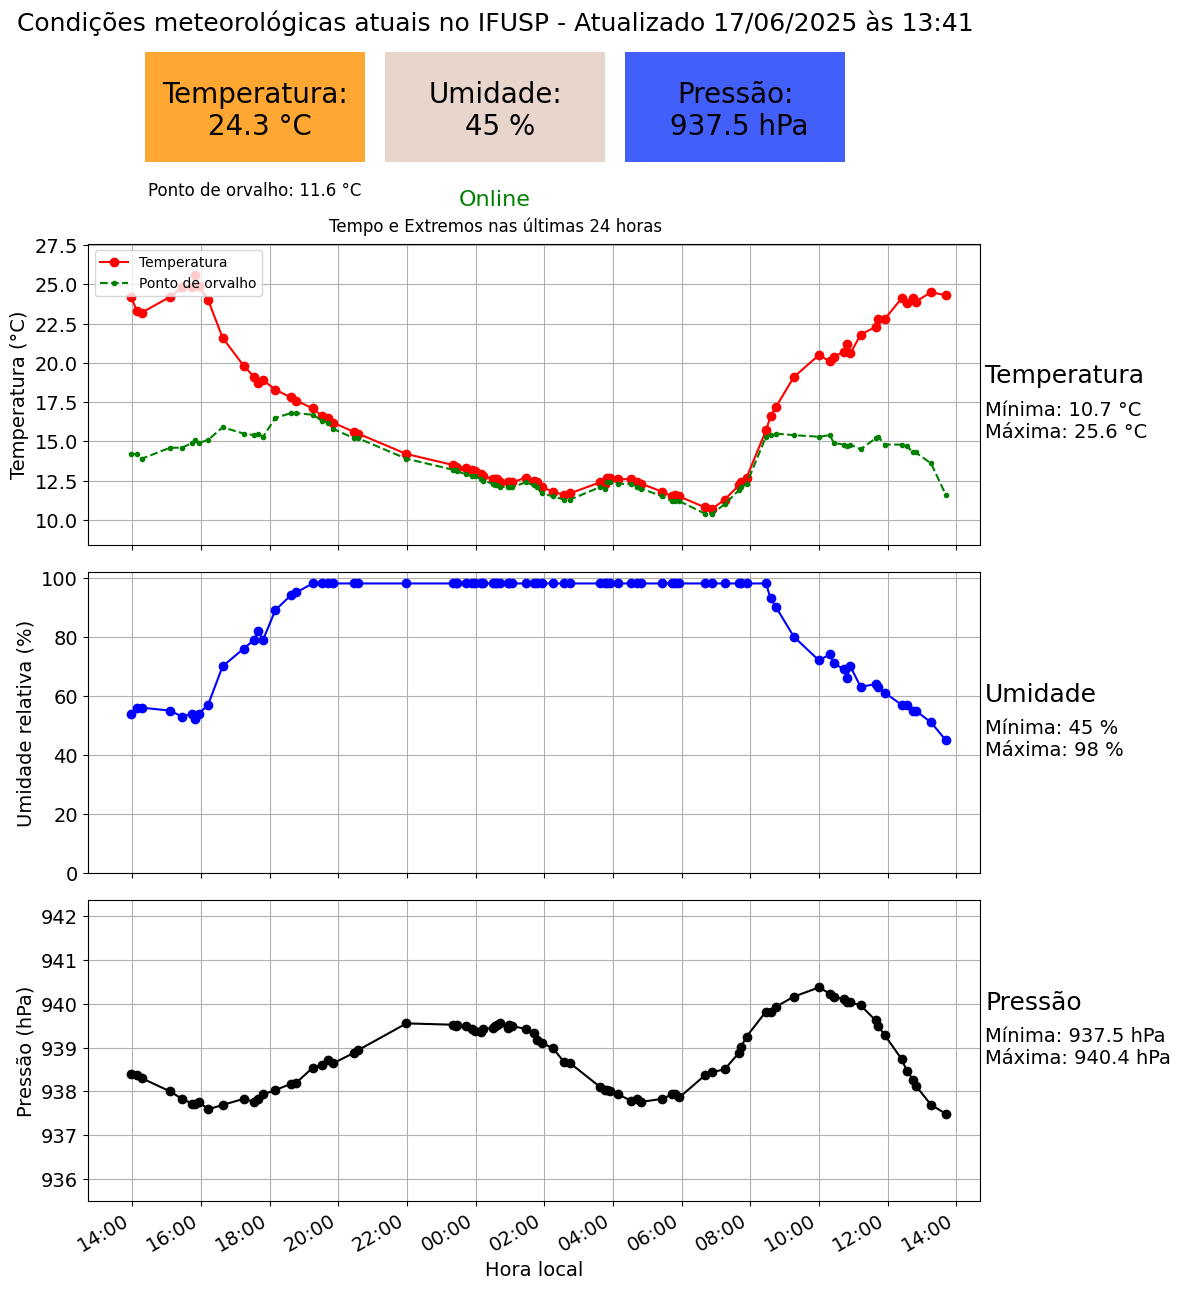 Condições meteorológicas atuais no IFUSP - Atualizado 17/06/2025 às 13:41
Temperatura:
24.3 °C
Umidade:
45 %
Pressão:
937.5 hPa
Ponto de orvalho: 11.6 °C
Online
Tempo e Extremos nas últimas 24 horas
Temperatura (°C)
27.5
25.0
22.5
20.0
17.5
15.0
12.5
10.0
Temperatura
Ponto de orvalho
Temperatura
Mínima: 10.7 °C
Máxima: 25.6 °C
Umidade relativa (%)
100
80
60
40
20
0
Umidade
Mínima: 45 %
Máxima: 98 %
Pressão (hPa)
942
941
940
939
938
937
936
Pressão
Mínima: 937.5 hPa
Máxima: 940.4 hPa
14:00 16:00 18:00 20:00 22:00 00:00 02:00 04:00 06:00 08:00 10:00 12:00 14:00
Hora local